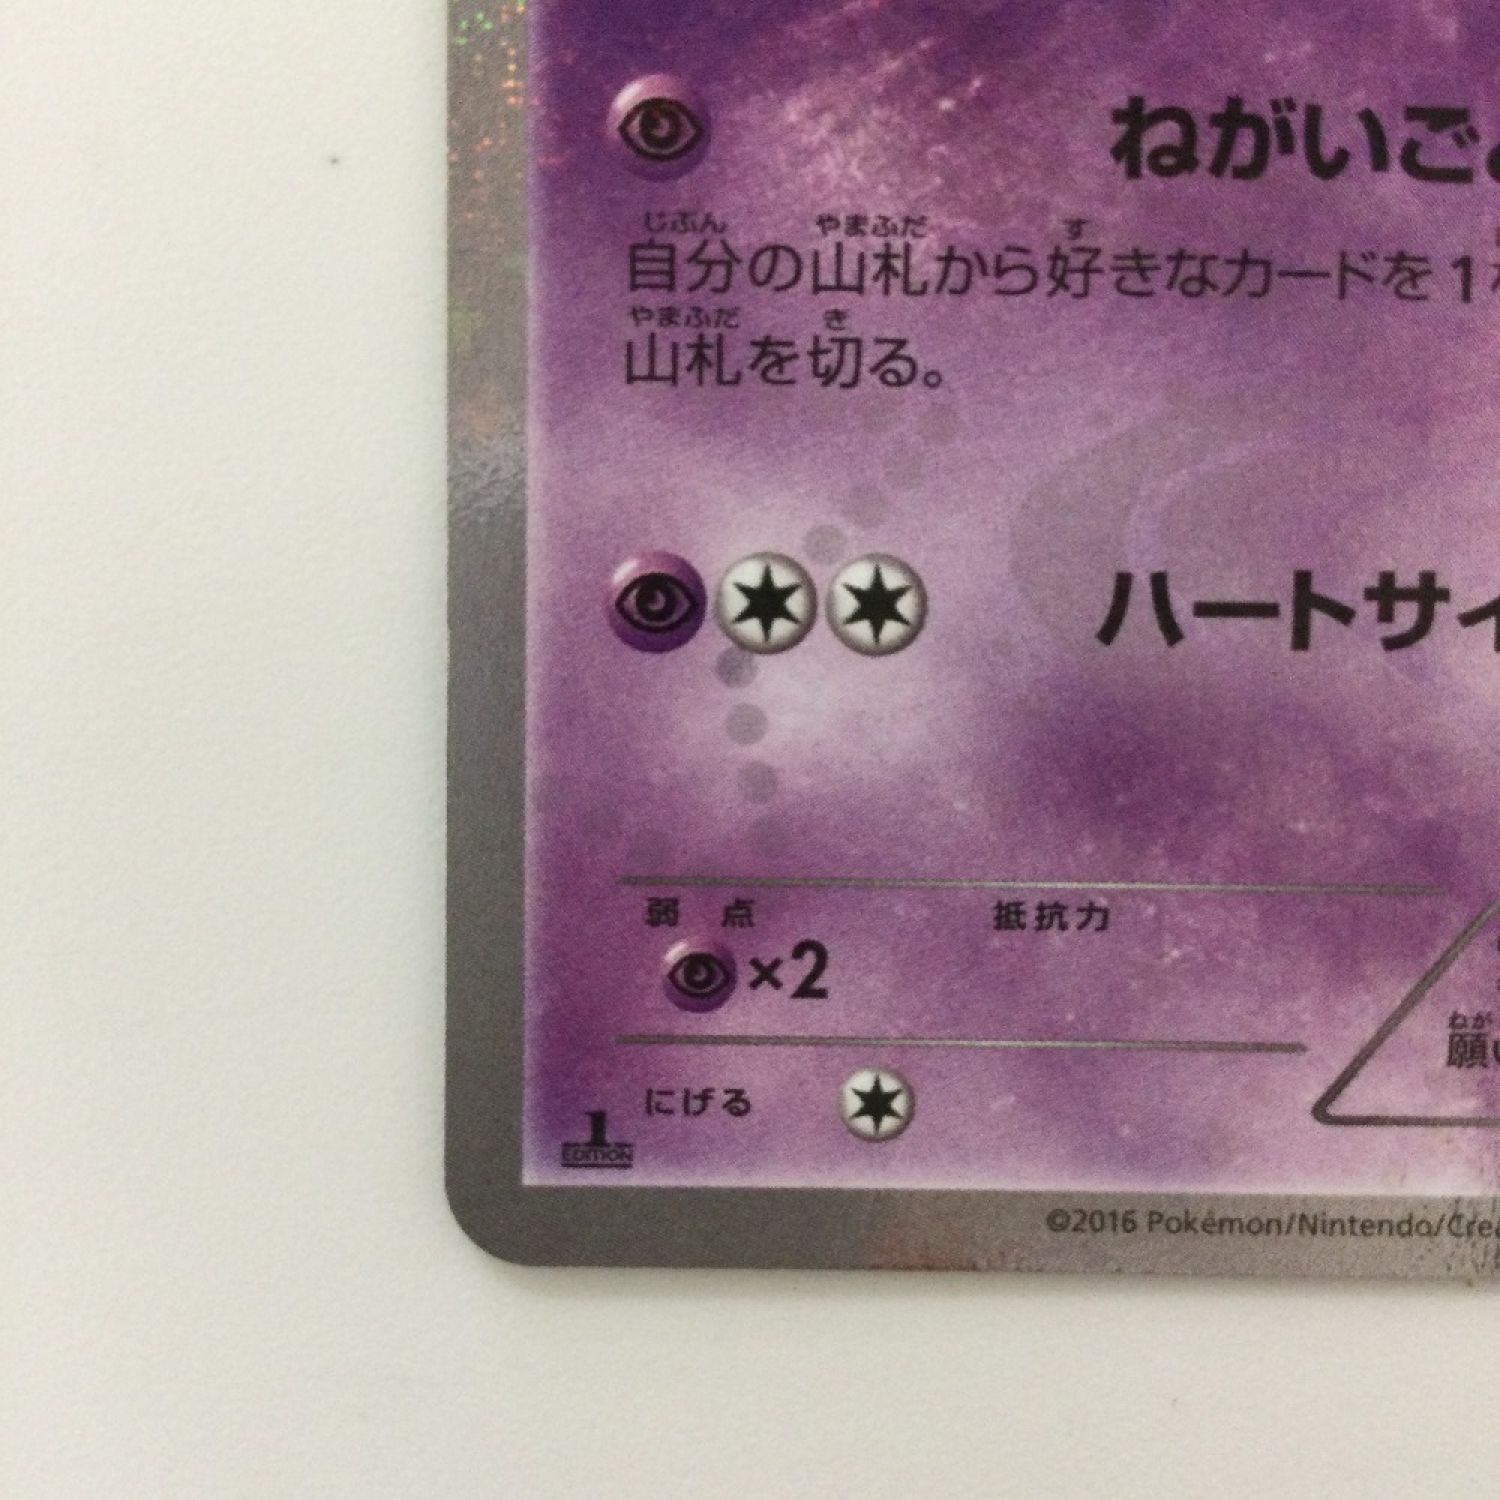 ねがいご
じぶん やまふだ す
自分の山札から好きなカードを1
やまふだ き
山札を切る。
ハートサイ
弱 点 抵抗力
×2
ねが
願い
にげる
1
EDITION
©2016 Pokémon/Nintendo/Crea